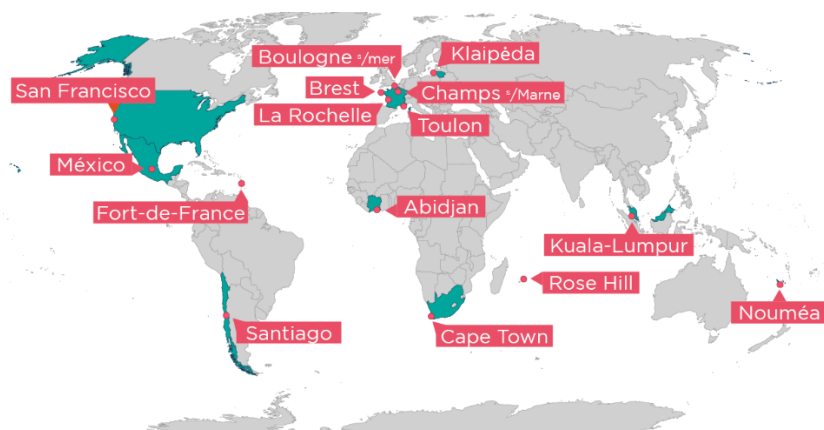 Boulogne s/mer
Klaipėda
San Francisco
Brest
Champs s/Marne
La Rochelle
Toulon
México
Fort-de-France
Abidjan
Kuala-Lumpur
Rose Hill
Nouméa
Santiago
Cape Town